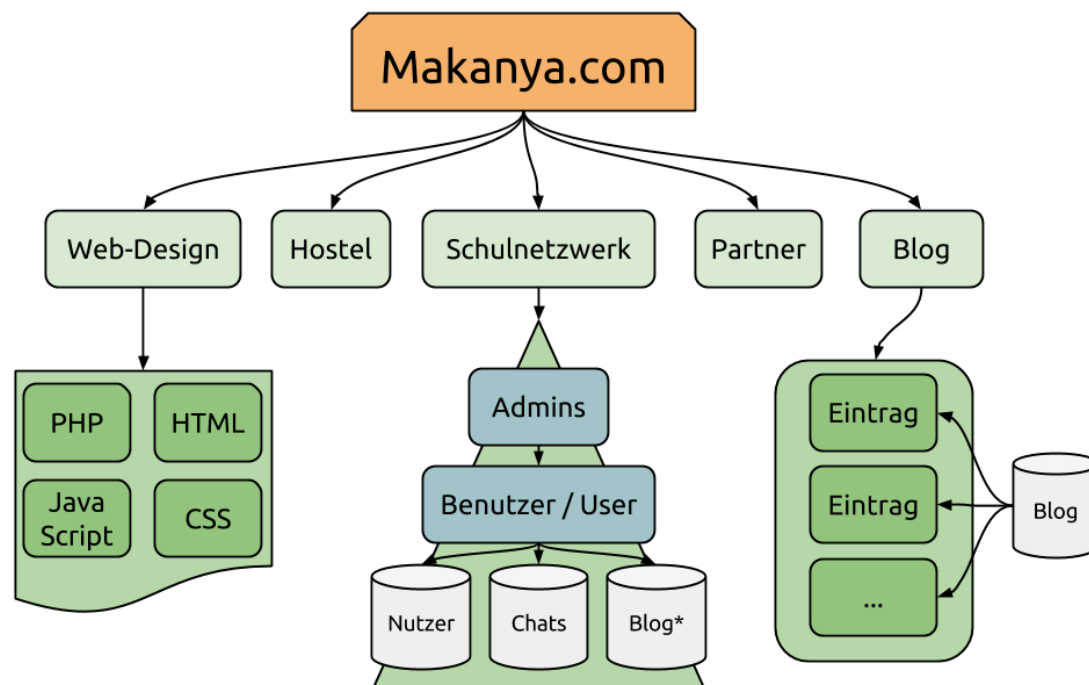 Makanya.com
Web-Design
Hostel
Schulnetzwerk
Partner
Blog
PHP
HTML
Java
Script
CSS
Admins
Benutzer / User
Nutzer
Chats
Blog*
Eintrag
Eintrag
...
Blog